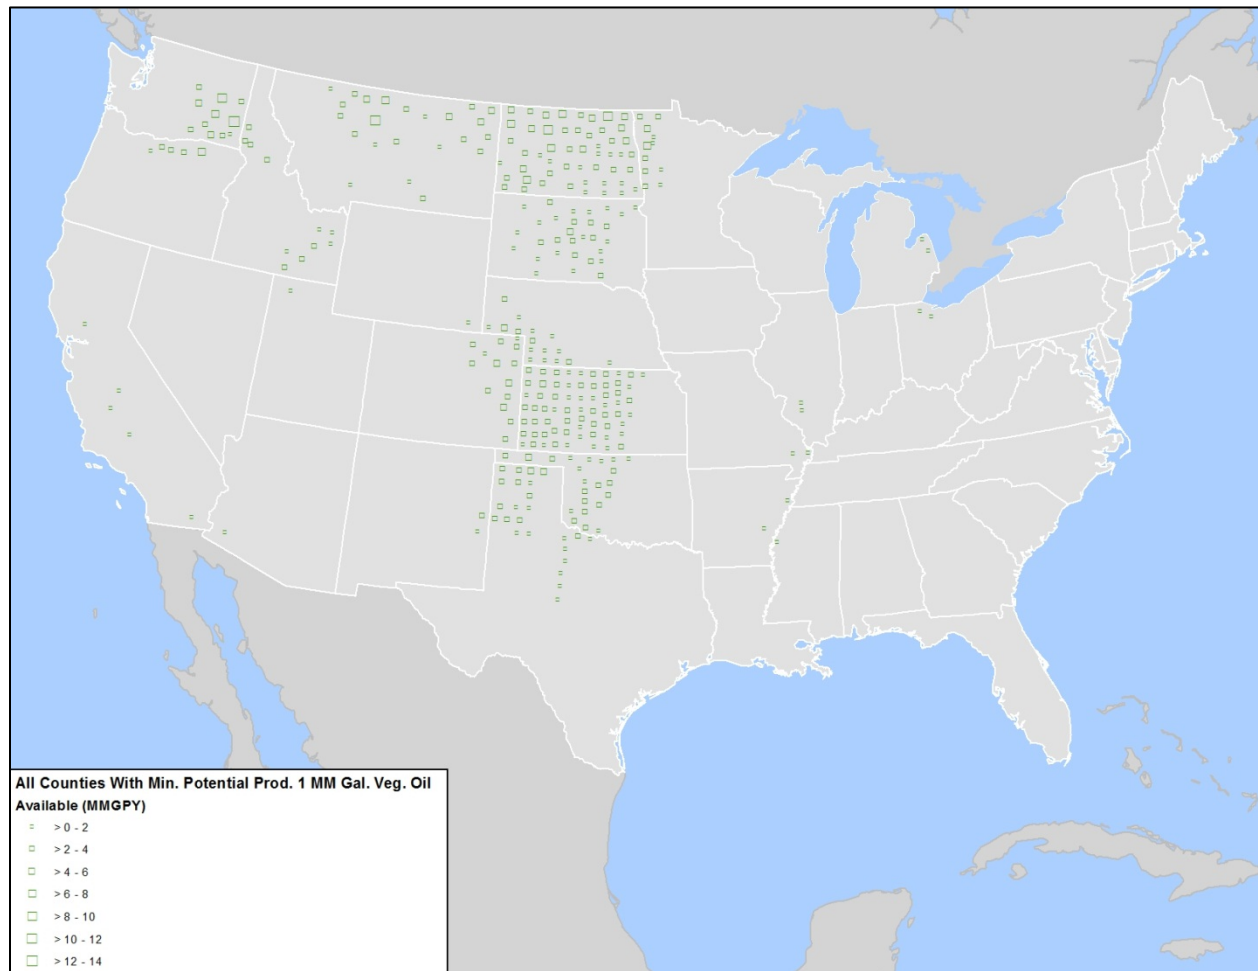 All Counties With Min. Potential Prod. 1 MM Gal. Veg. Oil
Available (MMGPY)
> 0 - 2
> 2 - 4
> 4 - 6
> 6 - 8
> 8 - 10
> 10 - 12
> 12 - 14